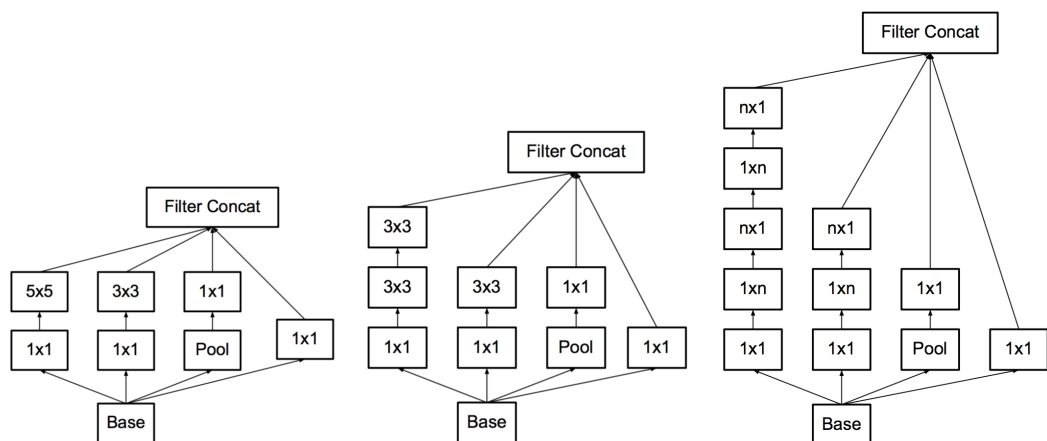 Filter Concat
5x5
3x3
1x1
1x1
1x1
Pool
1x1
Base
Filter Concat
3x3
3x3
3x3
1x1
1x1
1x1
Pool
1x1
Base
Filter Concat
nx1
1xn
nx1
nx1
1xn
1xn
1x1
1x1
1x1
Pool
1x1
Base